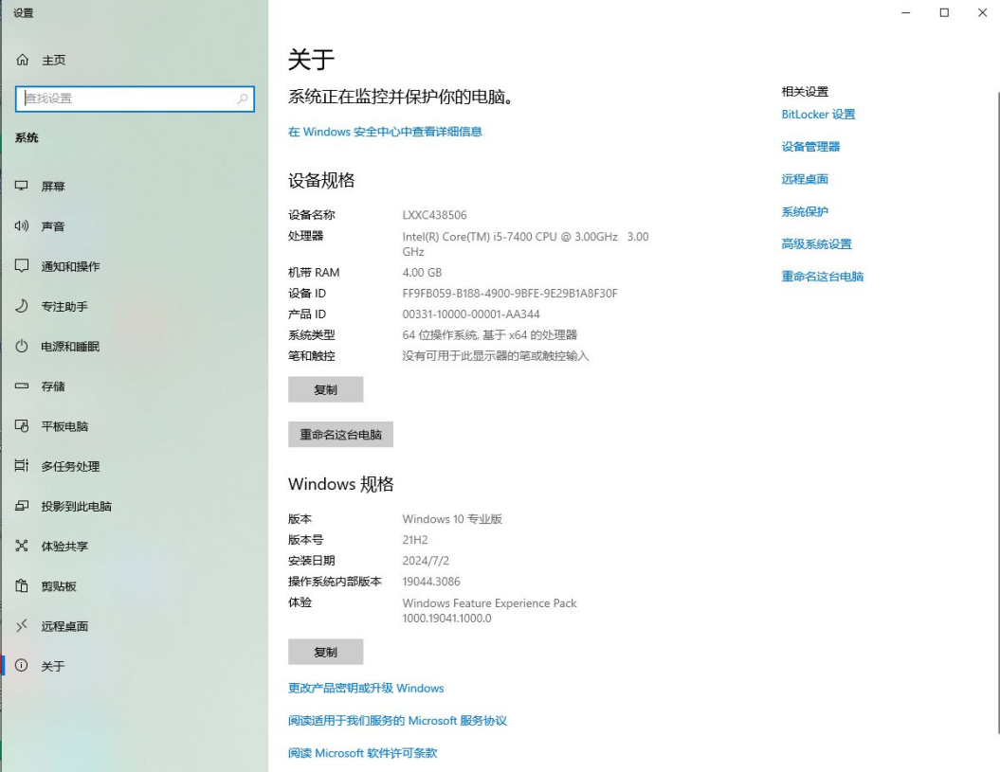 设置
主页
查找设置
系统
屏幕
声音
通知和操作
专注助手
电源和睡眠
存储
平板电脑
多任务处理
投影到此电脑
体验共享
剪贴板
远程桌面
关于
关于
系统正在监控并保护你的电脑。
在 Windows 安全中心中查看详细信息
设备规格
设备名称 LXXC438506
处理器 Intel(R) Core(TM) i5-7400 CPU @ 3.00GHz 3.00
GHz
机带 RAM 4.00 GB
设备 ID FF9FB059-B188-4900-9BFE-9E29B1A8F30F
产品 ID 00331-10000-00001-AA344
系统类型 64 位操作系统, 基于 x64 的处理器
笔和触控 没有可用于此显示器的笔或触控输入
复制
重命名这台电脑
Windows 规格
版本 Windows 10 专业版
版本号 21H2
安装日期 2024/7/2
操作系统内部版本 19044.3086
体验 Windows Feature Experience Pack
1000.19041.1000.0
复制
更改产品密钥或升级 Windows
阅读适用于我们服务的 Microsoft 服务协议
阅读 Microsoft 软件许可条款
相关设置
BitLocker 设置
设备管理器
远程桌面
系统保护
高级系统设置
重命名这台电脑